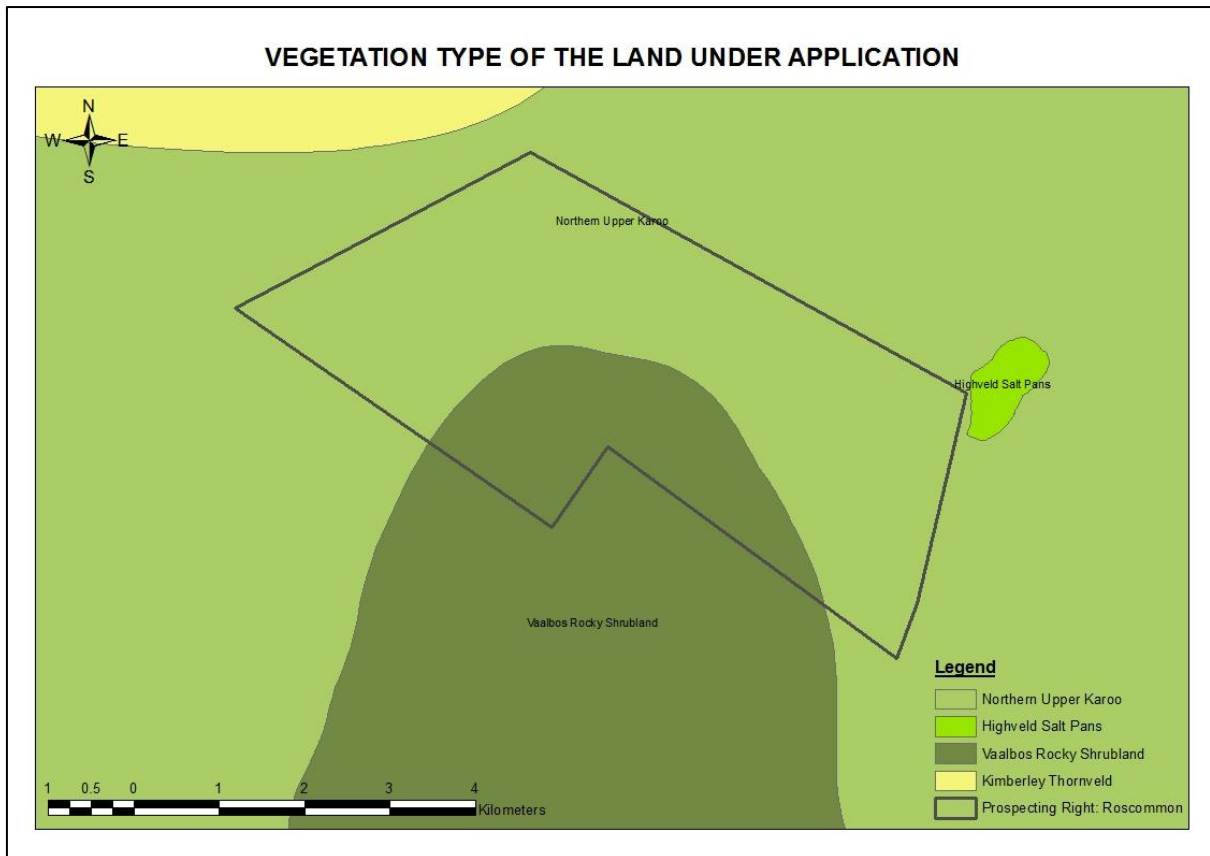 VEGETATION TYPE OF THE LAND UNDER APPLICATION
N
W E
S
Northern Upper Karoo
Highveld Salt Pans
Vaalbos Rocky Shrubland
Legend
Northern Upper Karoo
Highveld Salt Pans
Vaalbos Rocky Shrubland
Kimberley Thornveld
Prospecting Right: Roscommon
1 0.5 0 1 2 3 4
Kilometers